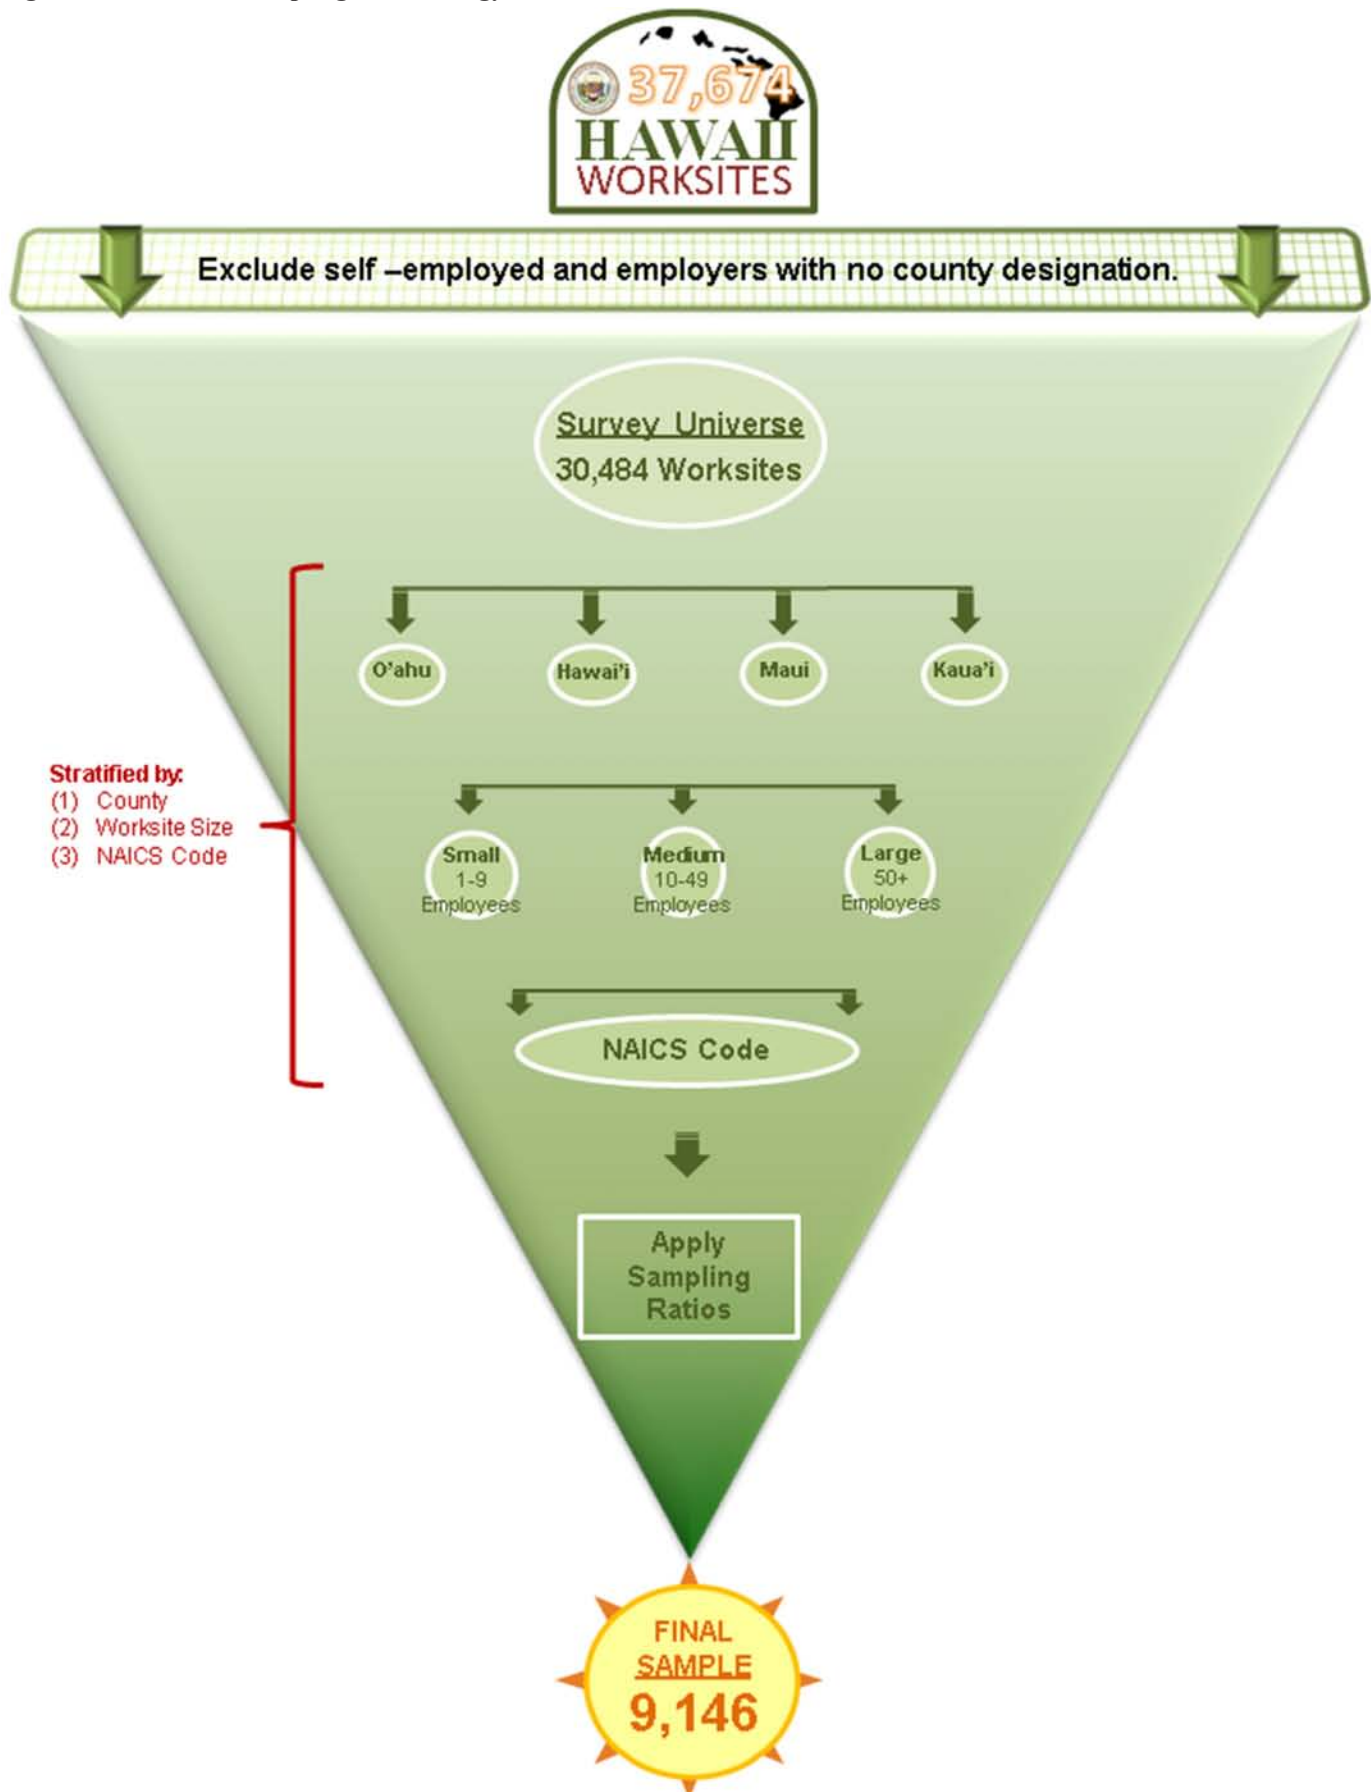 37,674
HAWAII
WORKSITES
Exclude self –employed and employers with no county designation.
Survey Universe
30,484 Worksites
O'ahu
Hawai'i
Maui
Kaua'i
Stratified by:
(1) County
(2) Worksite Size
(3) NAICS Code
Small
1-9
Employees
Medium
10-49
Employees
Large
50+
Employees
NAICS Code
Apply
Sampling
Ratios
FINAL
SAMPLE
9,146